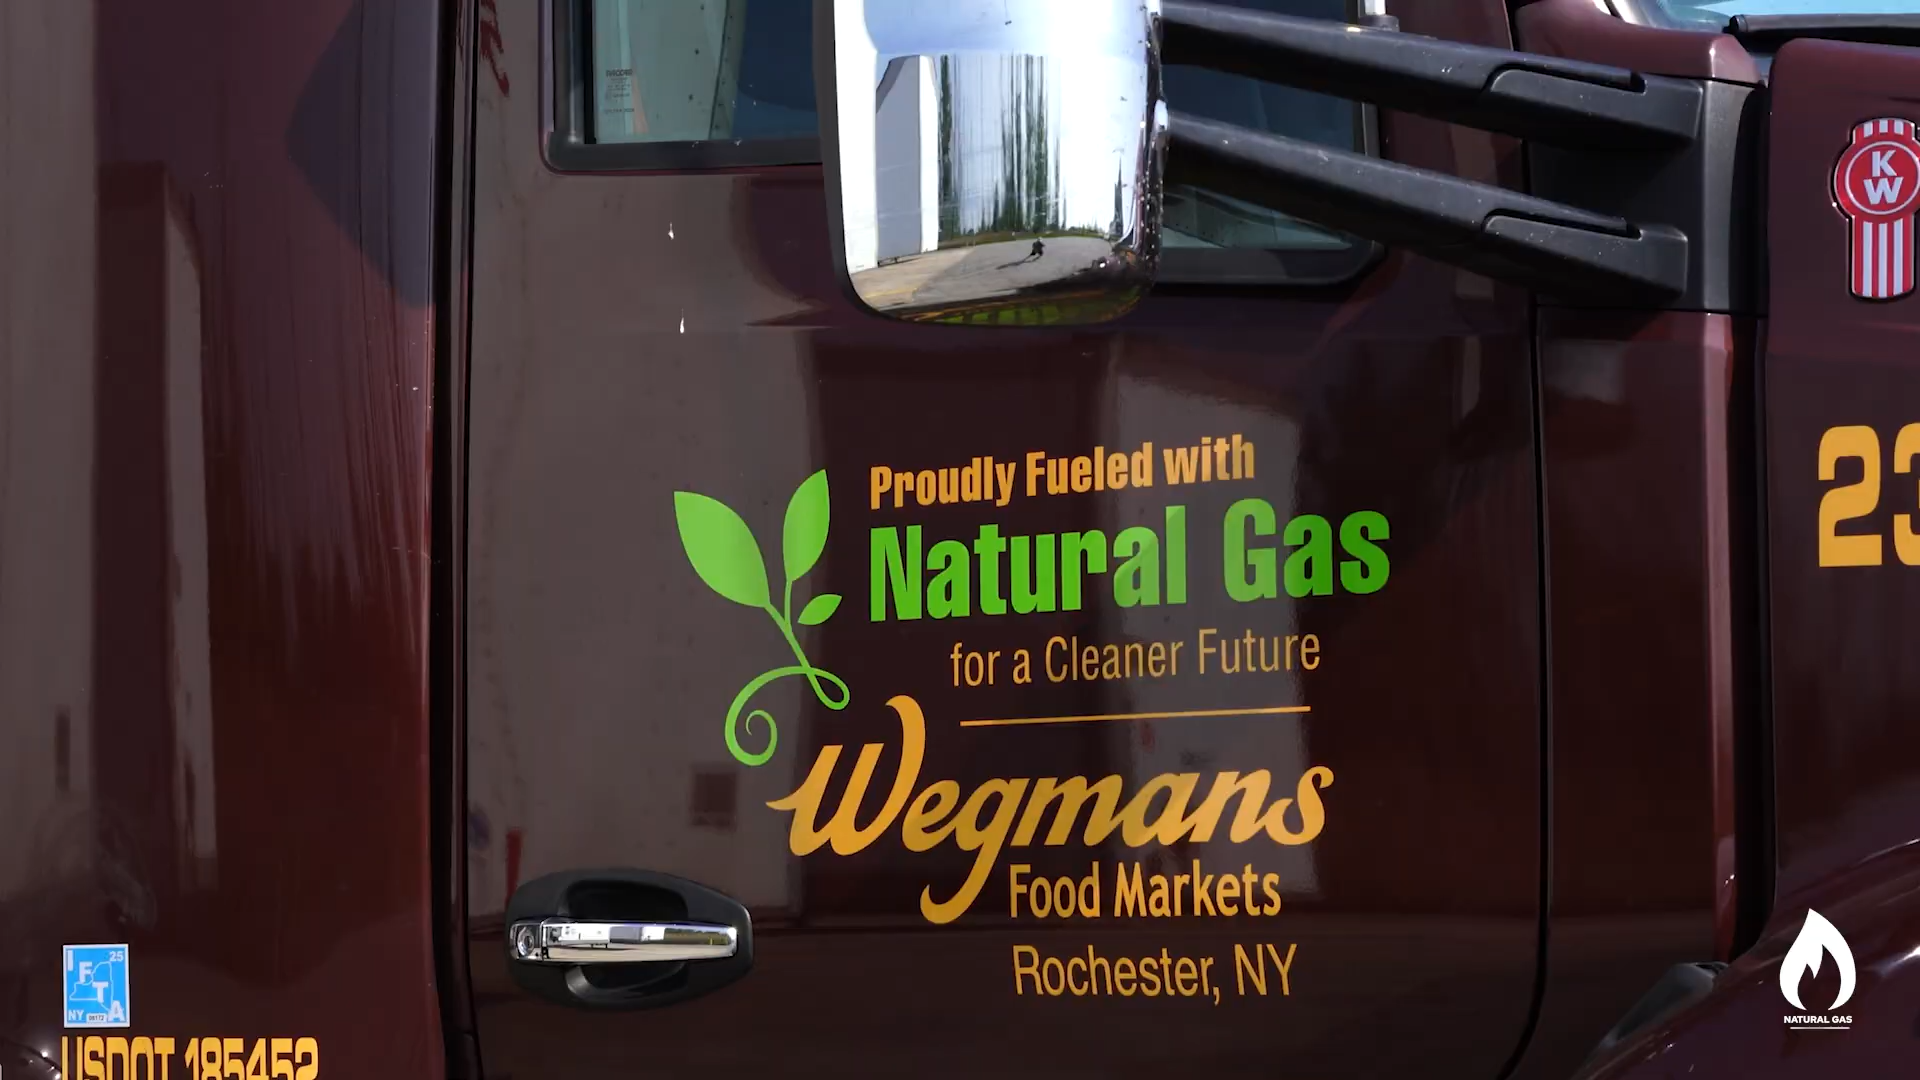 KW
23
Proudly Fueled with
Natural Gas
for a Cleaner Future
Wegmans
Food Markets
Rochester, NY
I 25
F
T
NY A
USDOT 185452
NATURAL GAS